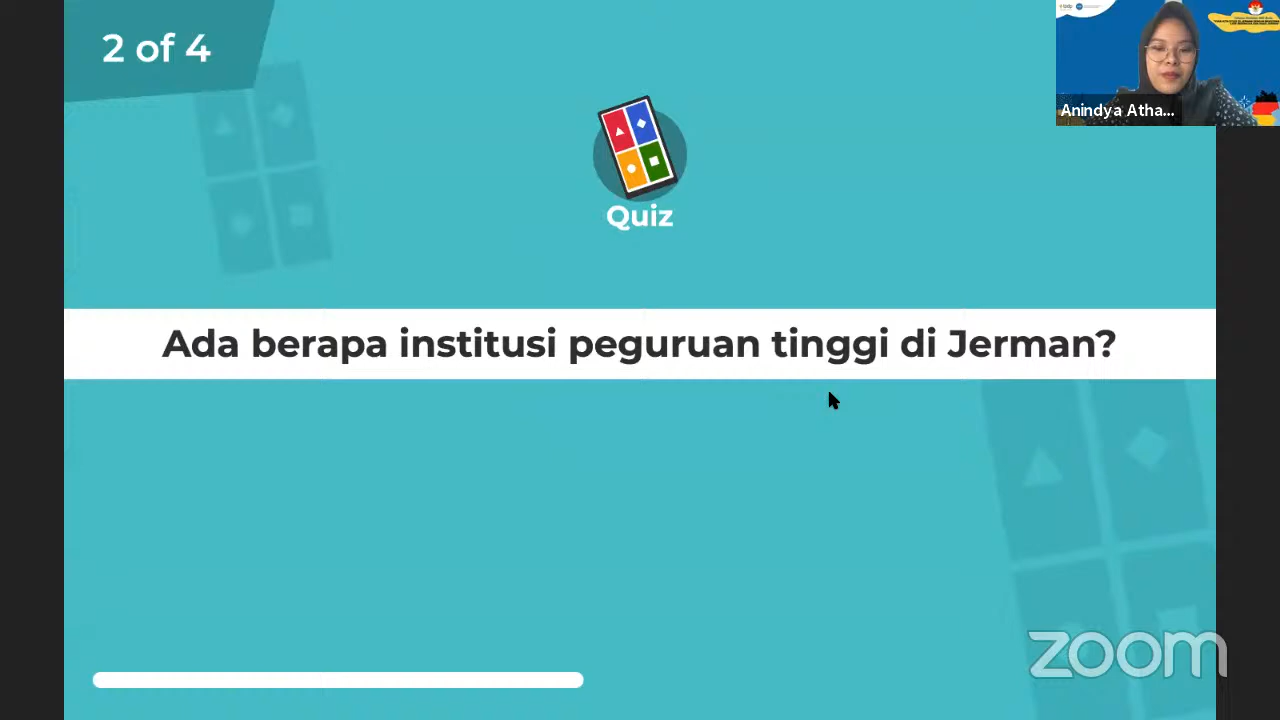 2 of 4
Quiz
Ada berapa institusi peguruan tinggi di Jerman?
Anindya Atha...
zoom